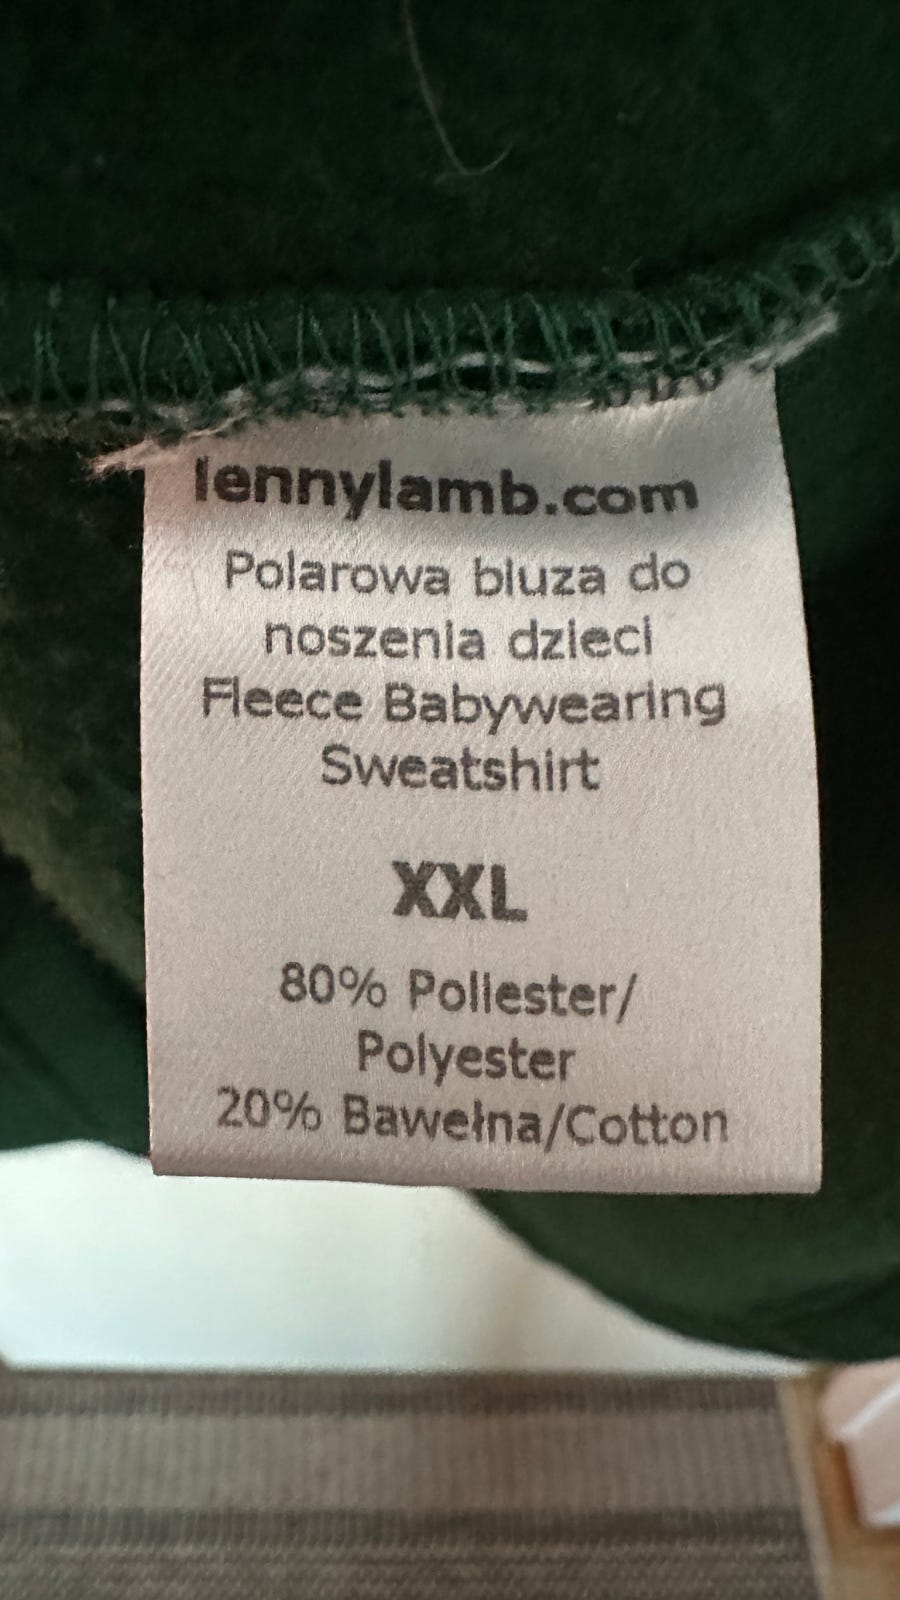 lennylamb.com
Polarowa bluza do
noszenia dzieci
Fleece Babywearing
Sweatshirt
XXL
80% Poliester/
Polyester
20% Bawełna/Cotton